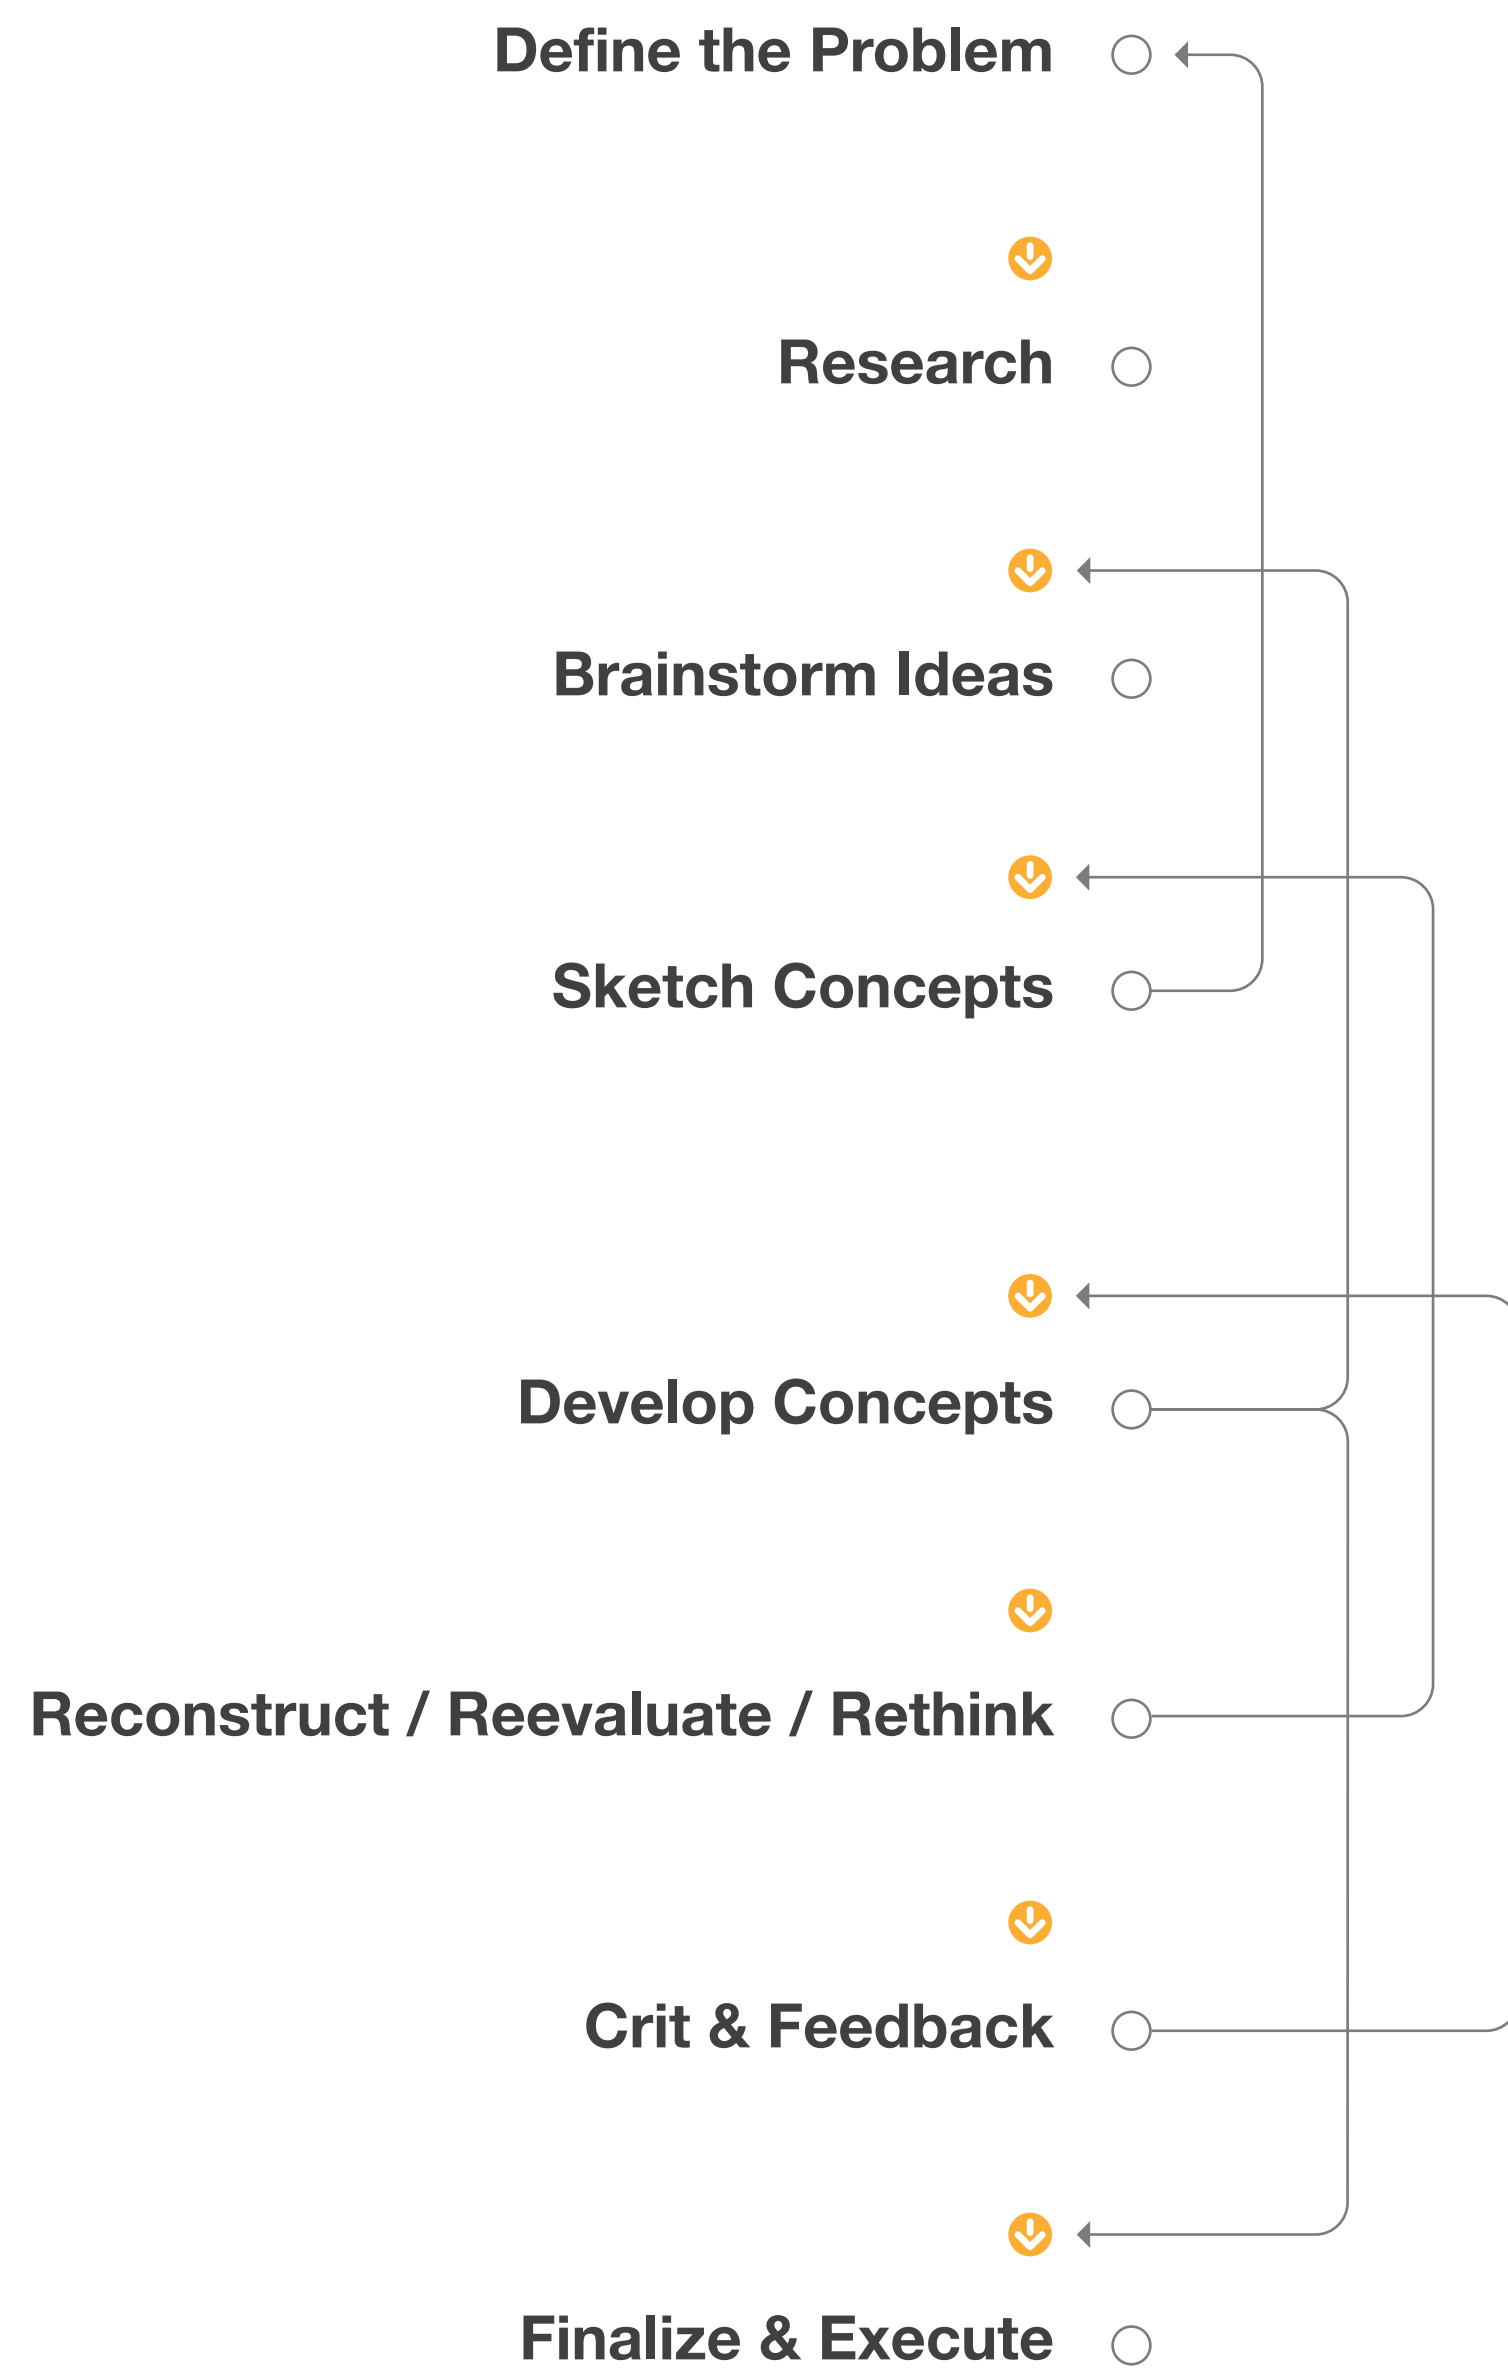 Define the Problem
Research
Brainstorm Ideas
Sketch Concepts
Develop Concepts
Reconstruct / Reevaluate / Rethink
Crit & Feedback
Finalize & Execute